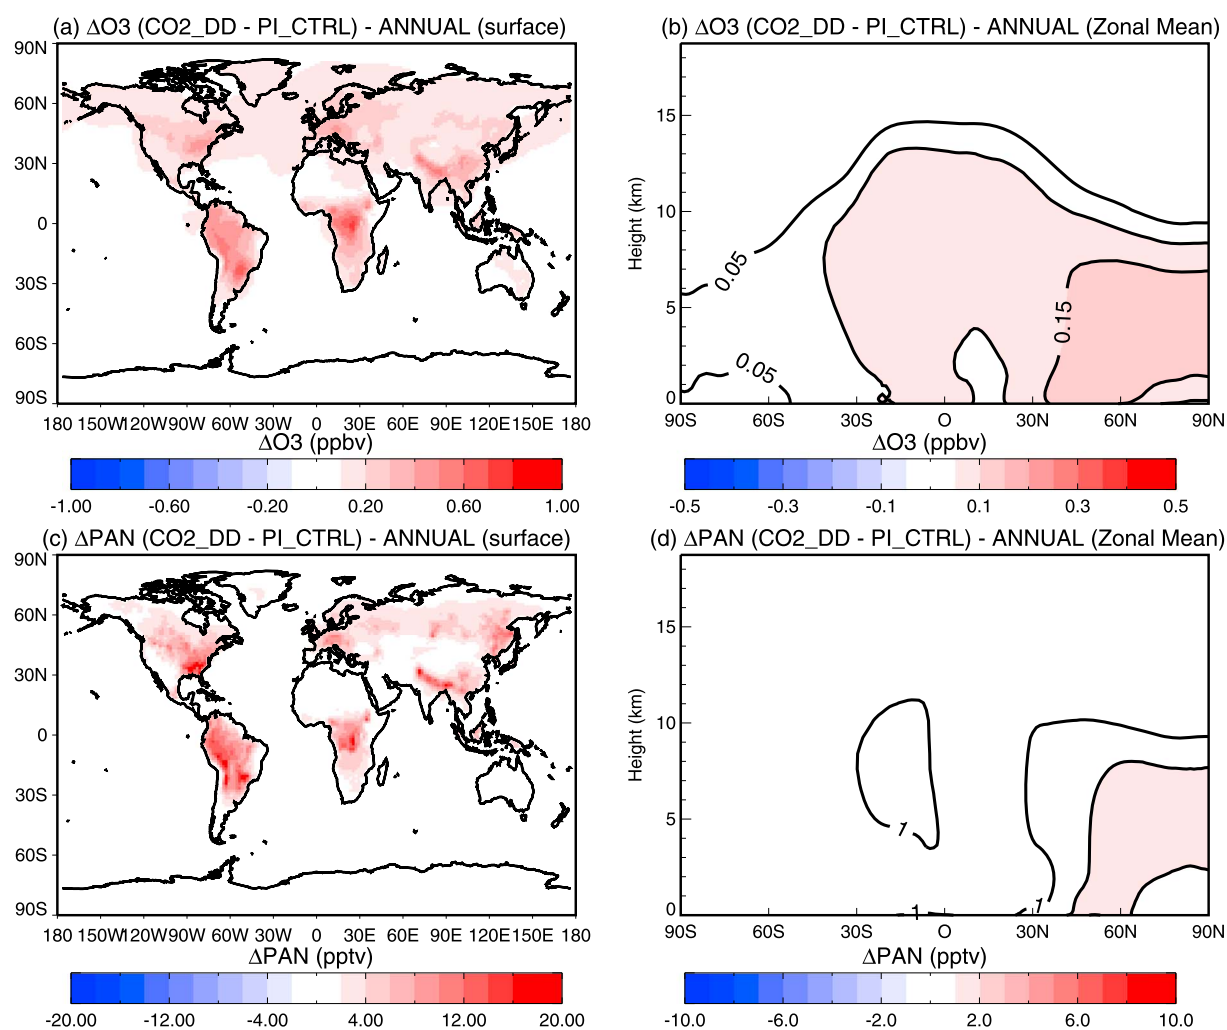 (a) ΔO3 (CO2_DD - PI_CTRL) - ANNUAL (surface)
90N
60N
30N
0
30S
60S
90S
180 150W120W90W 60W 30W 0 30E 60E 90E 120E 150E 180
ΔO3 (ppbv)
-1.00 -0.60 -0.20 0.20 0.60 1.00
(b) ΔO3 (CO2_DD - PI_CTRL) - ANNUAL (Zonal Mean)
Height (km)
15
10
5
0
0.05
0.05
0.15
90S 60S 30S O 30N 60N 90N
ΔO3 (ppbv)
-0.5 -0.3 -0.1 0.1 0.3 0.5
(c) ΔPAN (CO2_DD - PI_CTRL) - ANNUAL (surface)
90N
60N
30N
0
30S
60S
90S
180 150W120W90W 60W 30W 0 30E 60E 90E 120E 150E 180
ΔPAN (pptv)
-20.00 -12.00 -4.00 4.00 12.00 20.00
(d) ΔPAN (CO2_DD - PI_CTRL) - ANNUAL (Zonal Mean)
Height (km)
15
10
5
0
1
1
1
90S 60S 30S O 30N 60N 90N
ΔPAN (pptv)
-10.0 -6.0 -2.0 2.0 6.0 10.0